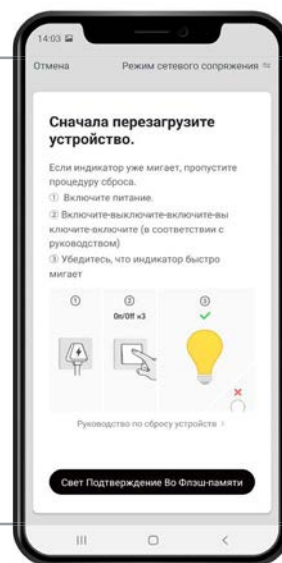 14:03
Отмена
Режим сетевого сопряжения
Сначала перезагрузите
устройство.
Если индикатор уже мигает, пропустите
процедуру сброса.
① Включите питание.
② Включите-выключите-включите-вы
ключите-включите (в соответствии с
руководством)
③ Убедитесь, что индикатор быстро
мигает
① ② ③
On/Off ×3
Руководство по сбросу устройств ›
Свет Подтверждение Во Флэш-памяти